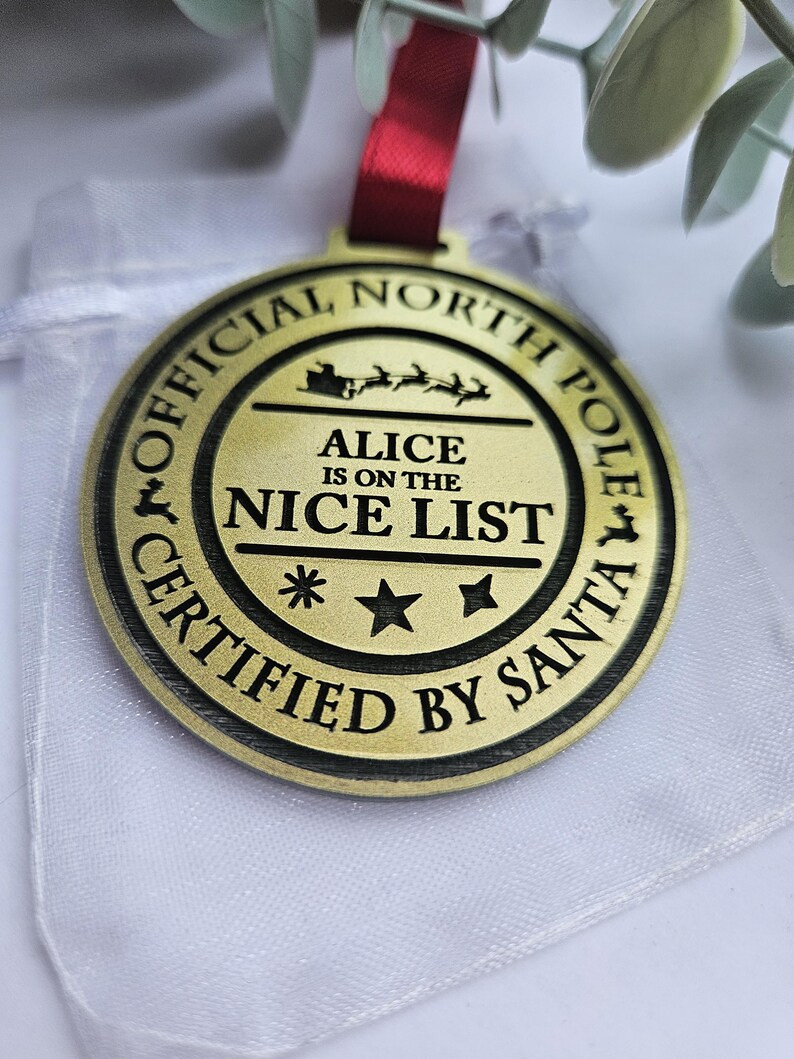 OFFICIAL NORTH POLE
ALICE
IS ON THE
NICE LIST
CERTIFIED BY SANTA